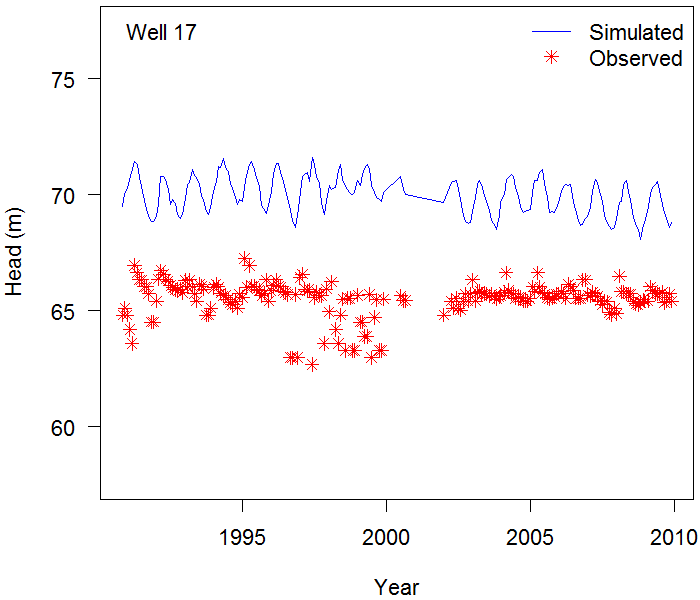 Well 17
Simulated
Observed
75
70
65
60
Head (m)
1995 2000 2005 2010
Year